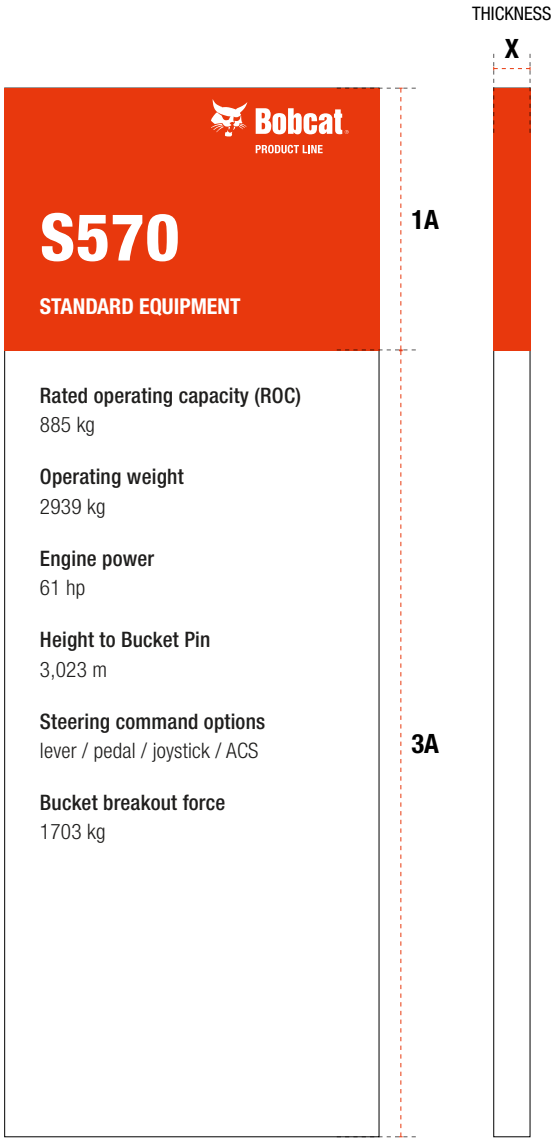 THICKNESS
X
Bobcat.
PRODUCT LINE
S570
STANDARD EQUIPMENT
1A
Rated operating capacity (ROC)
885 kg
Operating weight
2939 kg
Engine power
61 hp
Height to Bucket Pin
3,023 m
Steering command options
lever / pedal / joystick / ACS
3A
Bucket breakout force
1703 kg